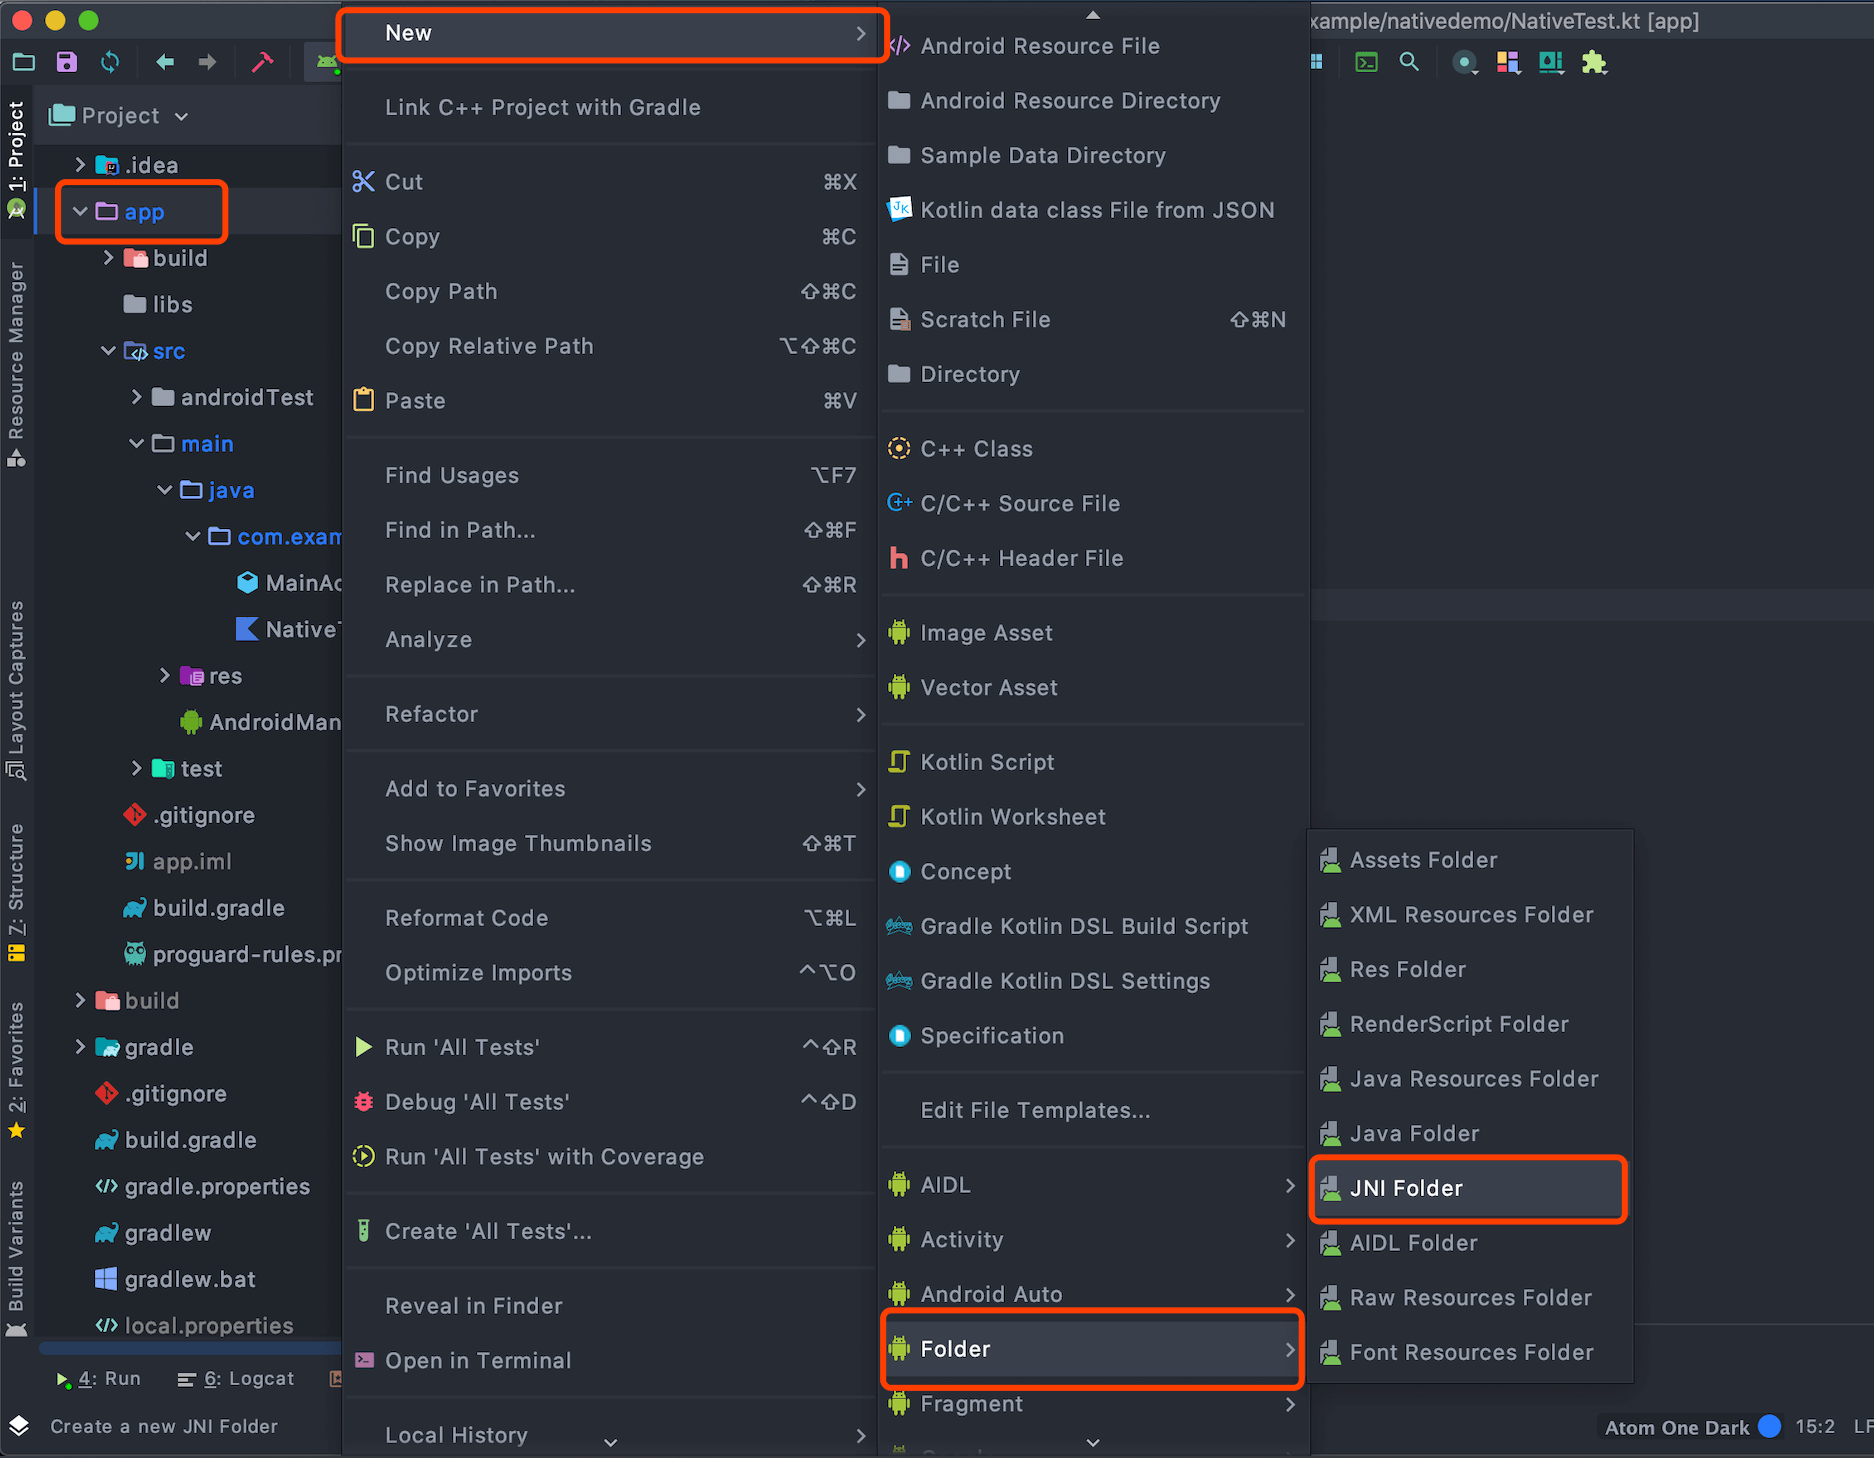 xample/nativedemo/NativeTest.kt [app]
1: Project
Resource Manager
Layout Captures
7: Structure
2: Favorites
Build Variants
Project
.idea
app
build
libs
src
androidTest
main
java
com.exam
MainAc
Native
res
AndroidMan
test
.gitignore
app.iml
build.gradle
proguard-rules.pr
build
gradle
.gitignore
build.gradle
gradle.properties
gradlew
gradlew.bat
local.properties
4: Run
6: Logcat
Create a new JNI Folder
New
Link C++ Project with Gradle
Cut ⌘X
Copy ⌘C
Copy Path ⇧⌘C
Copy Relative Path ⌥⇧⌘C
Paste ⌘V
Find Usages ⌥F7
Find in Path... ⇧⌘F
Replace in Path... ⇧⌘R
Analyze
Refactor
Add to Favorites
Show Image Thumbnails ⇧⌘T
Reformat Code ⌥⌘L
Optimize Imports ^⌥O
Run 'All Tests' ^⇧R
Debug 'All Tests' ^⇧D
Run 'All Tests' with Coverage
Create 'All Tests'...
Reveal in Finder
Open in Terminal
Local History
Android Resource File
Android Resource Directory
Sample Data Directory
Kotlin data class File from JSON
File
Scratch File ⇧⌘N
Directory
C++ Class
C/C++ Source File
C/C++ Header File
Image Asset
Vector Asset
Kotlin Script
Kotlin Worksheet
Concept
Gradle Kotlin DSL Build Script
Gradle Kotlin DSL Settings
Specification
Edit File Templates...
AIDL
Activity
Android Auto
Folder
Fragment
Assets Folder
XML Resources Folder
Res Folder
RenderScript Folder
Java Resources Folder
Java Folder
JNI Folder
AIDL Folder
Raw Resources Folder
Font Resources Folder
Atom One Dark
15:2
LF